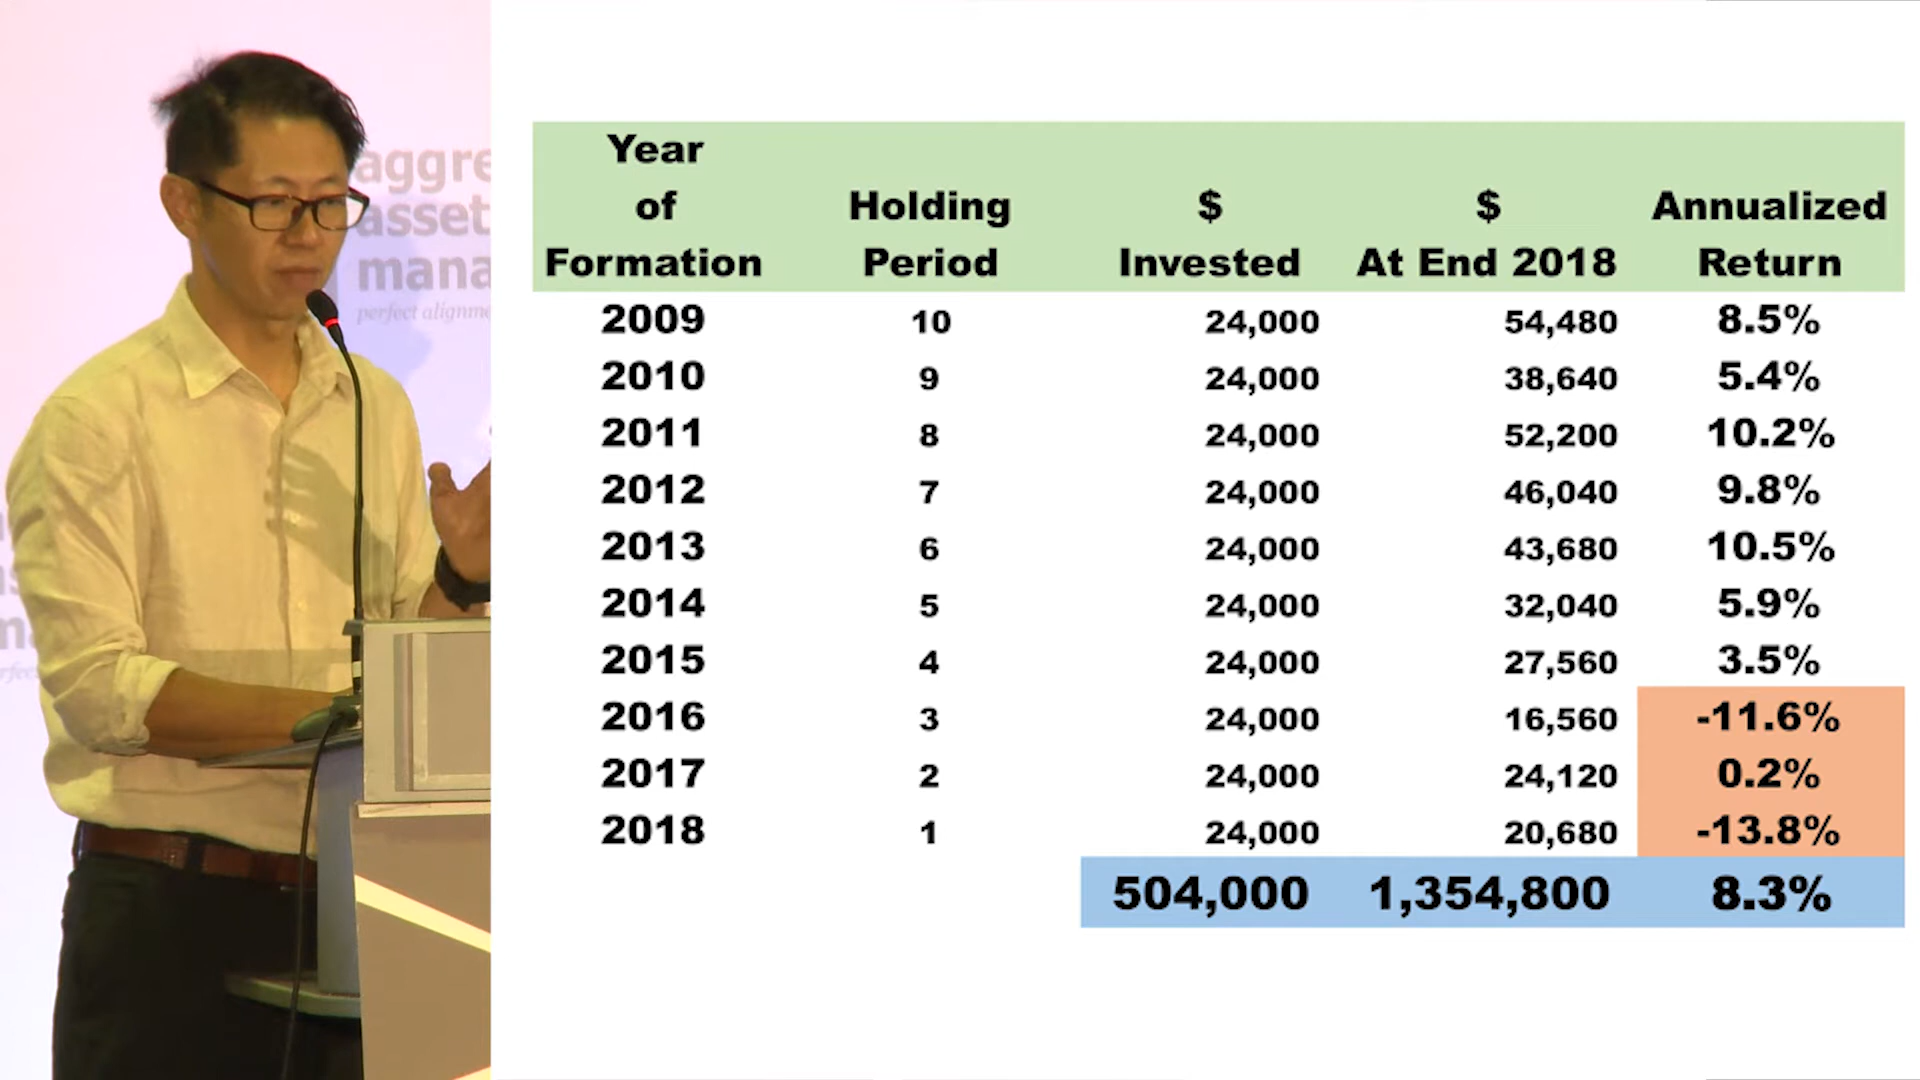 aggre
asset
mana
perfect alignme
Year
of Holding $ $ Annualized
Formation Period Invested At End 2018 Return
2009 10 24,000 54,480 8.5%
2010 9 24,000 38,640 5.4%
2011 8 24,000 52,200 10.2%
2012 7 24,000 46,040 9.8%
2013 6 24,000 43,680 10.5%
2014 5 24,000 32,040 5.9%
2015 4 24,000 27,560 3.5%
2016 3 24,000 16,560 -11.6%
2017 2 24,000 24,120 0.2%
2018 1 24,000 20,680 -13.8%
504,000 1,354,800 8.3%